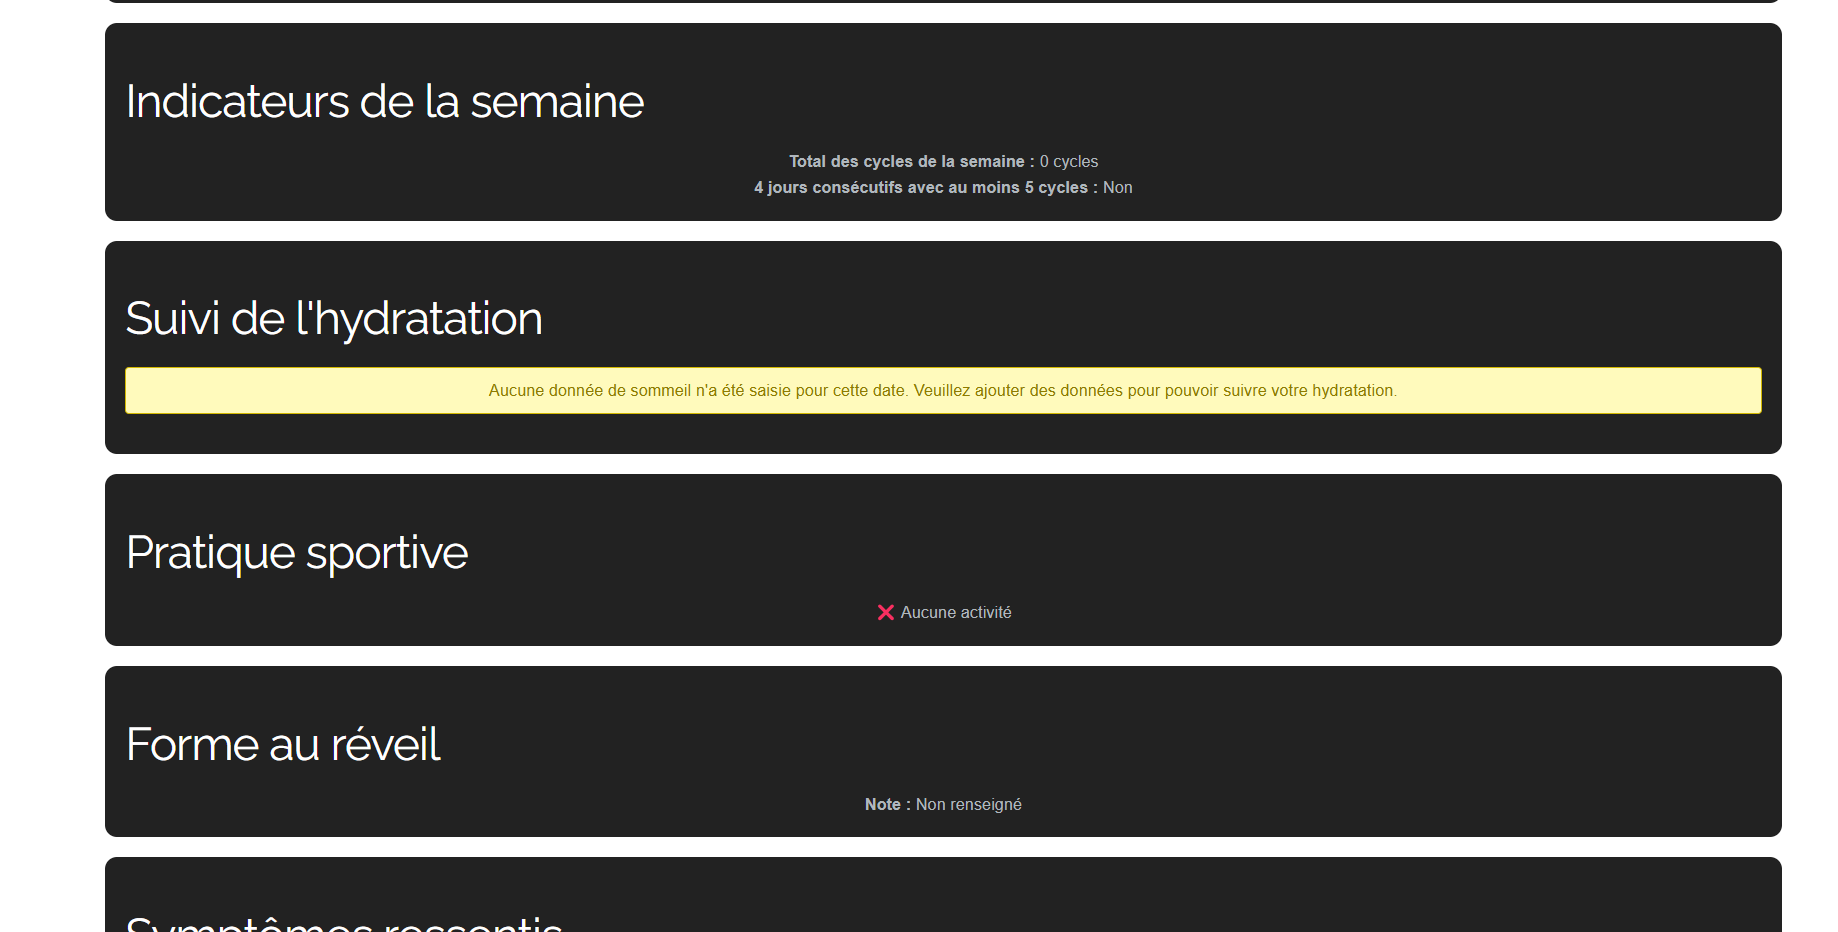 Indicateurs de la semaine
Total des cycles de la semaine : 0 cycles
4 jours consécutifs avec au moins 5 cycles : Non
Suivi de l'hydratation
Aucune donnée de sommeil n'a été saisie pour cette date. Veuillez ajouter des données pour pouvoir suivre votre hydratation.
Pratique sportive
❌ Aucune activité
Forme au réveil
Note : Non renseigné
Symptômes ressentis